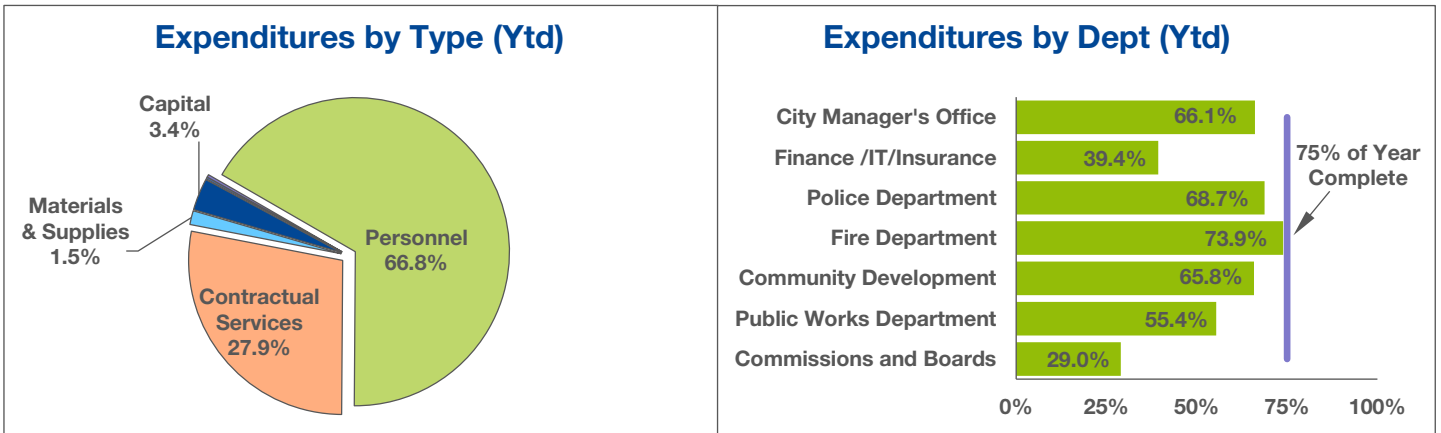 Expenditures by Type (Ytd)
Capital
3.4%
Materials
& Supplies
1.5%
Personnel
66.8%
Contractual
Services
27.9%
Expenditures by Dept (Ytd)
City Manager's Office
66.1%
Finance /IT/Insurance
39.4%
Police Department
68.7%
Fire Department
73.9%
Community Development
65.8%
Public Works Department
55.4%
Commissions and Boards
29.0%
75% of Year
Complete
0% 25% 50% 75% 100%